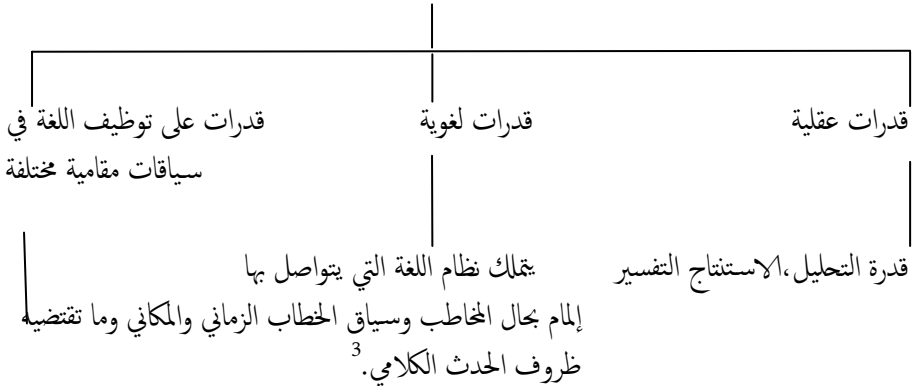 قدرات عقلية قدرات لغوية قدرات على توظيف اللغة في
سياقات مقامية مختلفة
قدرة التحليل،الاستنتاج التفسير يتملك نظام اللغة التي يتواصل بها
إلمام بحال المخاطب وسياق الخطاب الزماني والمكاني وما تقتضيه
ظروف الحدث الكلامي.3